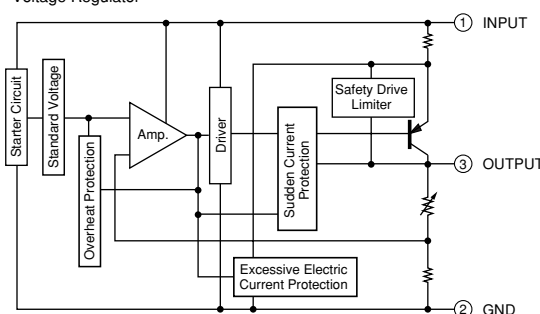 Voltage Regulator
① INPUT
Starter Circuit
Standard Voltage
Overheat Protection
Amp.
Driver
Sudden Current
Protection
Safety Drive
Limiter
③ OUTPUT
Excessive Electric
Current Protection
② GND